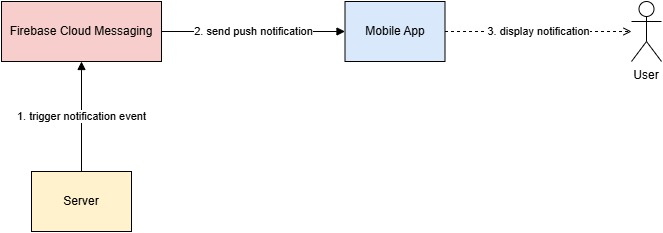 Firebase Cloud Messaging
2. send push notification
Mobile App
3. display notification
User
1. trigger notification event
Server